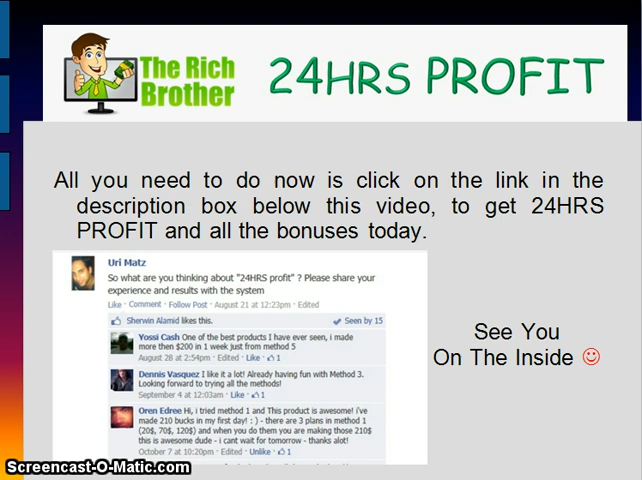 The Rich
Brother
24HRS PROFIT
All you need to do now is click on the link in the
description box below this video, to get 24HRS
PROFIT and all the bonuses today.
Uri Matz
So what are you thinking about "24HRS profit" ? Please share your
experience and results with the system
Like · Comment · Follow Post · August 21 at 12:23pm · Edited
Sherwin Alamid likes this.
Seen by 15
Yossi Cash One of the best products I have ever seen, i made
more then $200 in 1 week just from method 5
August 28 at 2:54pm · Edited · Like · 1
Dennis Vasquez I like it a lot! Already having fun with Method 3.
Looking forward to trying all the methods!
September 4 at 12:03am · Like · 1
Oren Edree Hi, i tried method 1 and This product is awesome! i've
made 210 bucks in my first day! :) - there are 3 plans in method 1
(20$, 70$, 120$) and when you do them you are making those 210$
this is awesome dude - i cant wait for tomorrow - thanks alot!
October 7 at 10:20pm · Edited · Unlike · 1
See You
On The Inside
Screencast-O-Matic.com